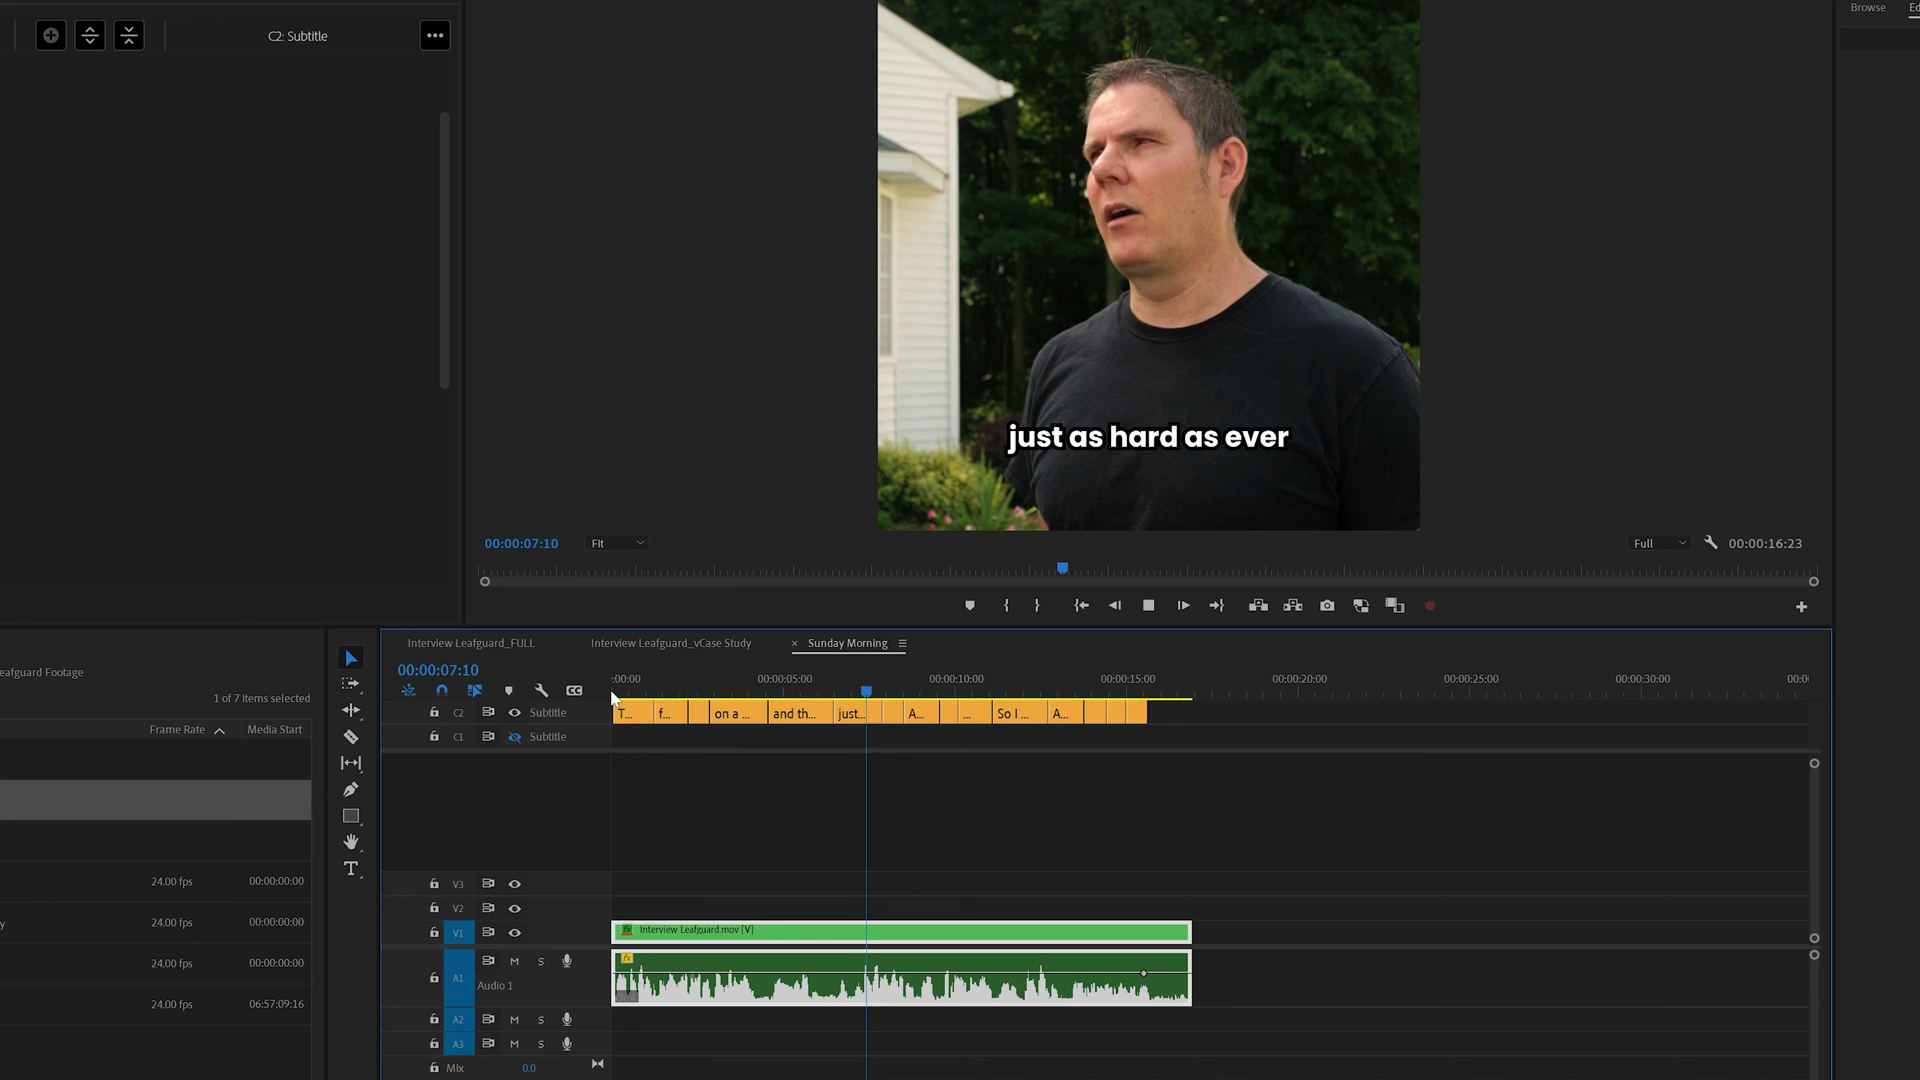 Browse
Ed
C2: Subtitle
just as hard as ever
00:00:07:10
Fit
Full
00:00:16:23
Interview Leafguard_FULL
Interview Leafguard_vCase Study
× Sunday Morning
00:00:07:10
:00:00
00:00:05:00
00:00:10:00
00:00:15:00
00:00:20:00
00:00:25:00
00:00:30:00
00:0
CC
C2 Subtitle
T...
f...
on a ...
and th...
just...
A...
...
So I ...
A...
C1 Subtitle
eafguard Footage
1 of 7 Items selected
Frame Rate
Media Start
24.00 fps 00:00:00:00
y 24.00 fps 00:00:00:00
24.00 fps 00:00:00:00
24.00 fps 06:57:09:16
T
V3
V2
V1
Interview Leafguard.mov [V]
fx
A1 M S
Audio 1
A2 M S
A3 M S
Mix 0.0